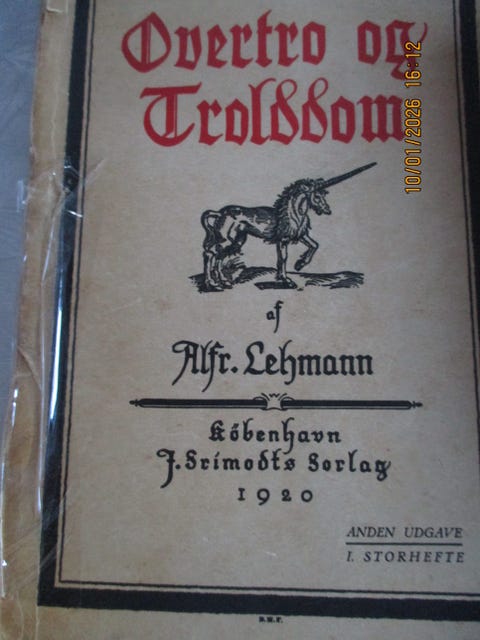 Overtro og
Trolddom
af
Alfr. Lehmann
København
J. Frimodts Forlag
1920
ANDEN UDGAVE
I. STORHEFTE
B.M.F.
10/01/2026 16:12